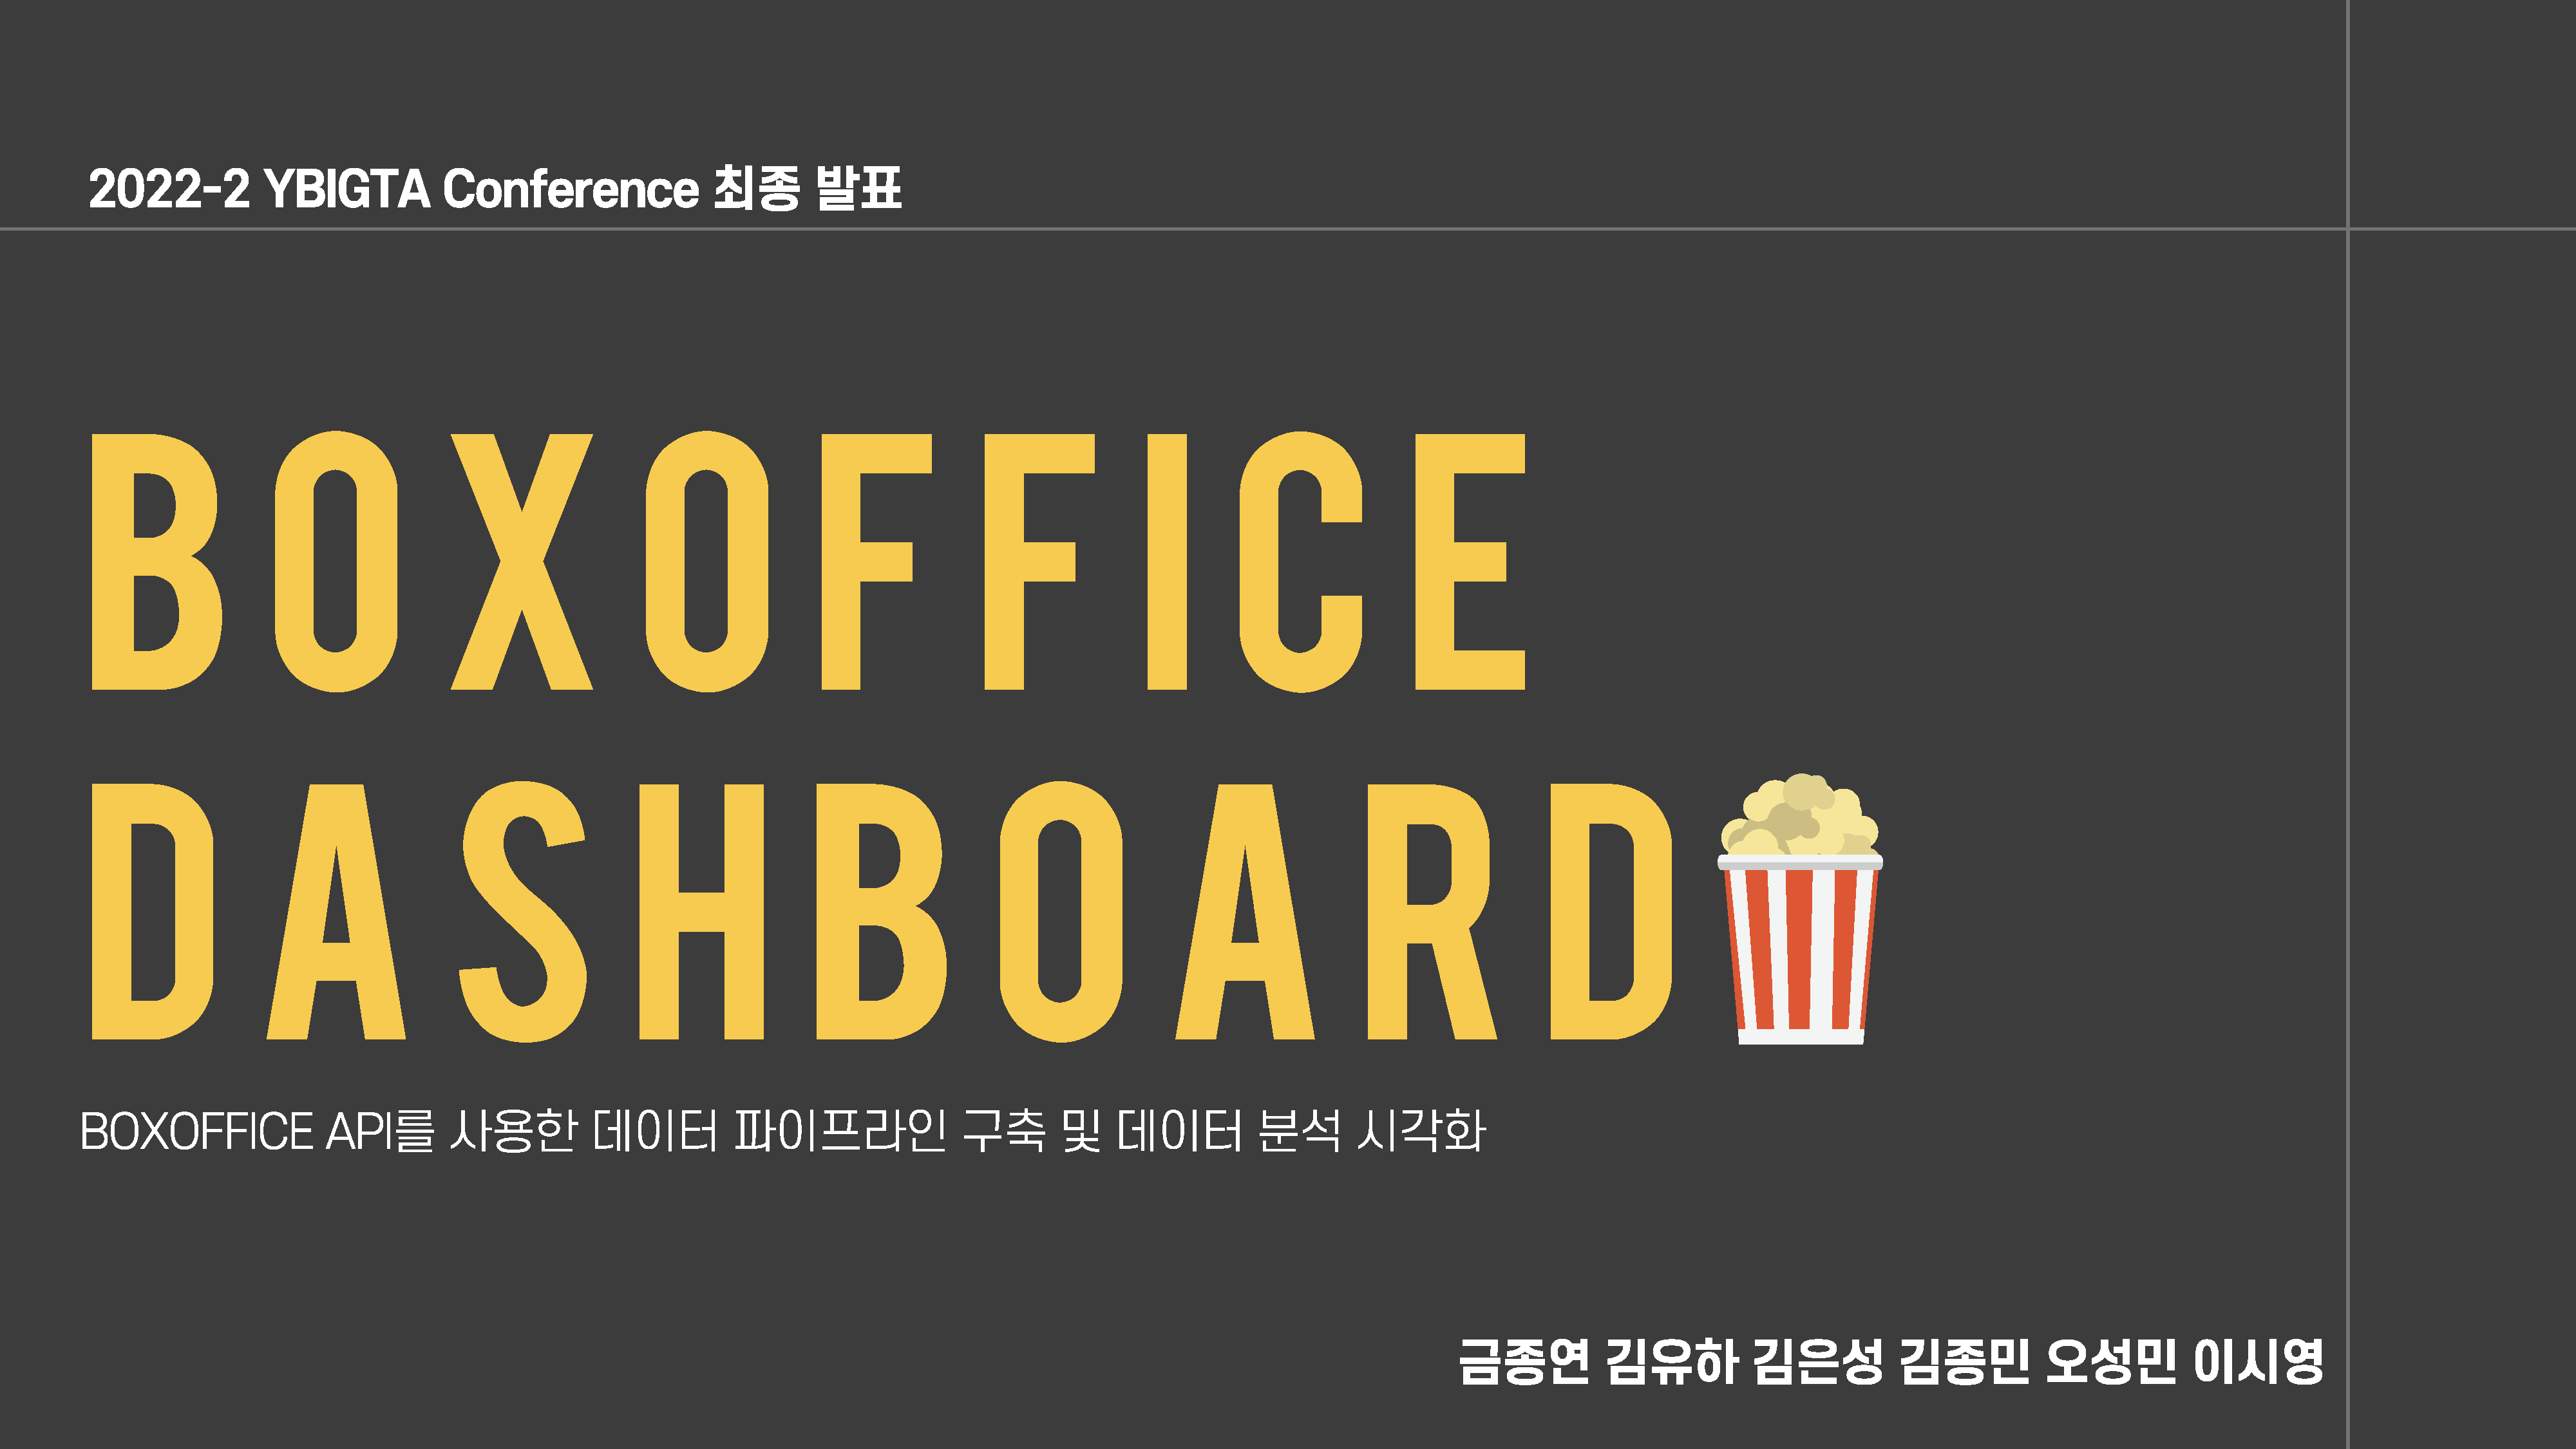 2022-2 YBIGTA Conference 최종 발표
BOXOFFICE
DASHBOARD
BOXOFFICE API를 사용한 데이터 파이프라인 구축 및 데이터 분석 시각화
금종연 김유하 김은성 김종민 오성민 이시영